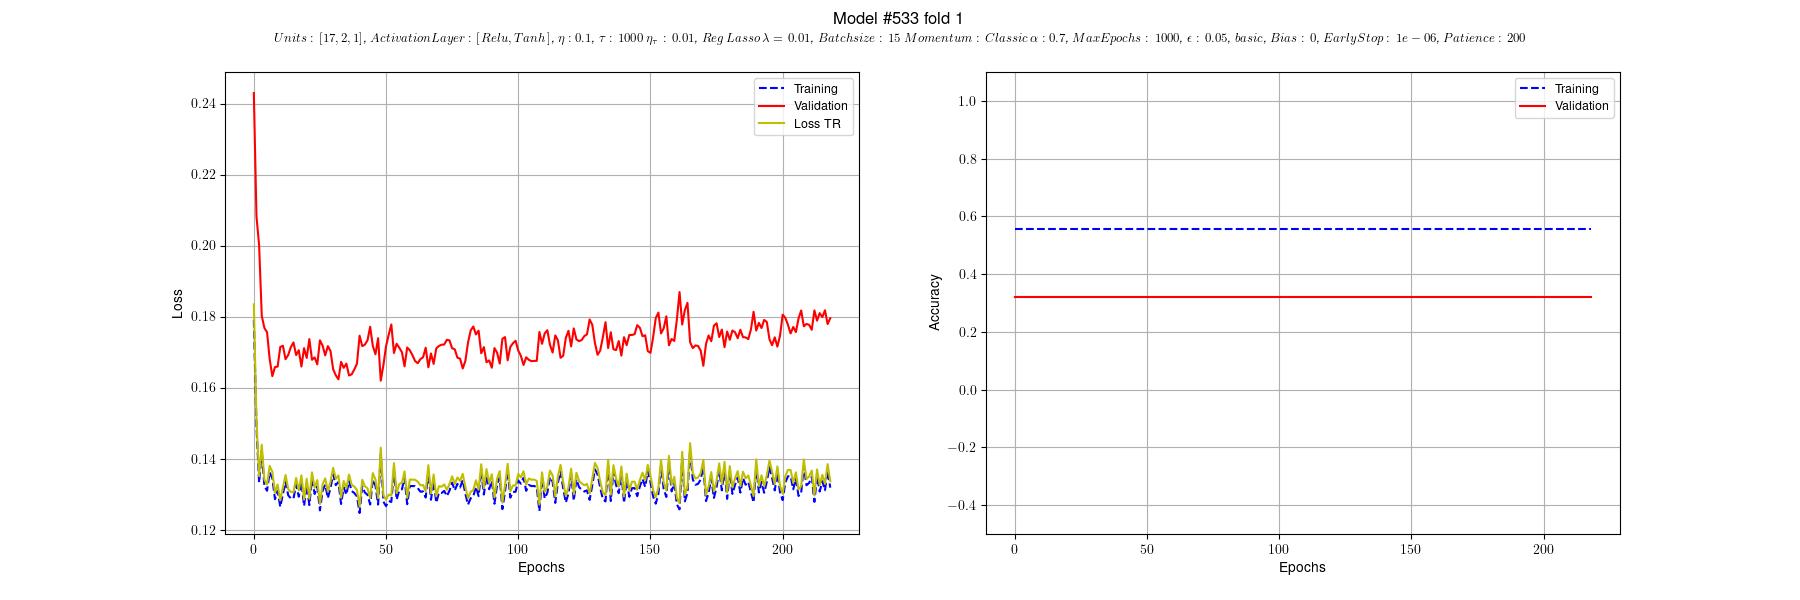 Model #533 fold 1
Units : [17, 2, 1], ActivationLayer : [Relu, Tanh], η : 0.1, τ : 1000 ητ : 0.01, Reg Lasso λ = 0.01, Batchsize : 15 Momentum : Classic α : 0.7, MaxEpochs : 1000, ϵ : 0.05, basic, Bias : 0, EarlyStop : 1e − 06, Patience : 200
Training
Validation
Loss TR
0.24
0.22
0.20
0.18
0.16
0.14
0.12
Loss
0 50 100 150 200
Epochs
Training
Validation
1.0
0.8
0.6
0.4
0.2
0.0
−0.2
−0.4
Accuracy
0 50 100 150 200
Epochs